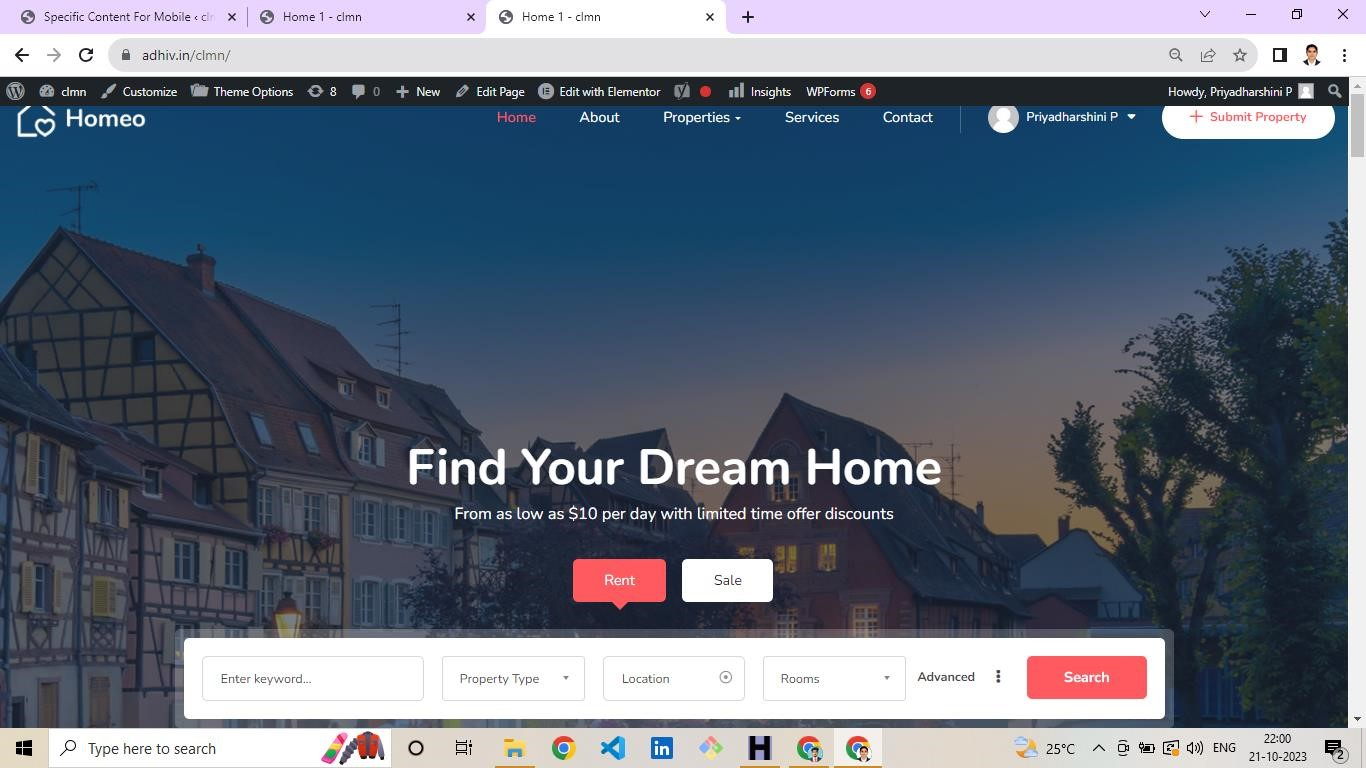 Specific Content For Mobile ‹ cl
Home 1 - clmn
Home 1 - clmn
adhiv.in/clmn/
clmn
Customize
Theme Options
8
0
New
Edit Page
Edit with Elementor
Insights
WPForms 6
Howdy, Priyadharshini P
Homeo
Home
About
Properties
Services
Contact
Priyadharshini P
+ Submit Property
Find Your Dream Home
From as low as $10 per day with limited time offer discounts
Rent
Sale
Enter keyword...
Property Type
Location
Rooms
Advanced
Search
Type here to search
25°C
ENG
22:00
21-10-2023
2